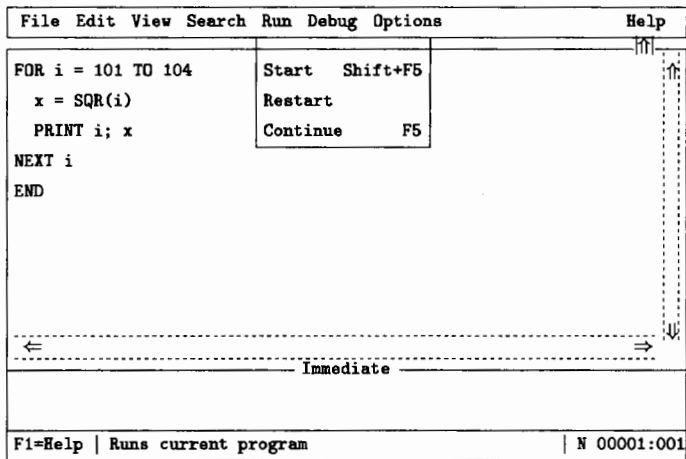 File Edit View Search Run Debug Options Help
FOR i = 101 TO 104
x = SQR(i)
PRINT i; x
NEXT i
END
Start Shift+F5
Restart
Continue F5
Immediate
F1=Help | Runs current program | N 00001:001